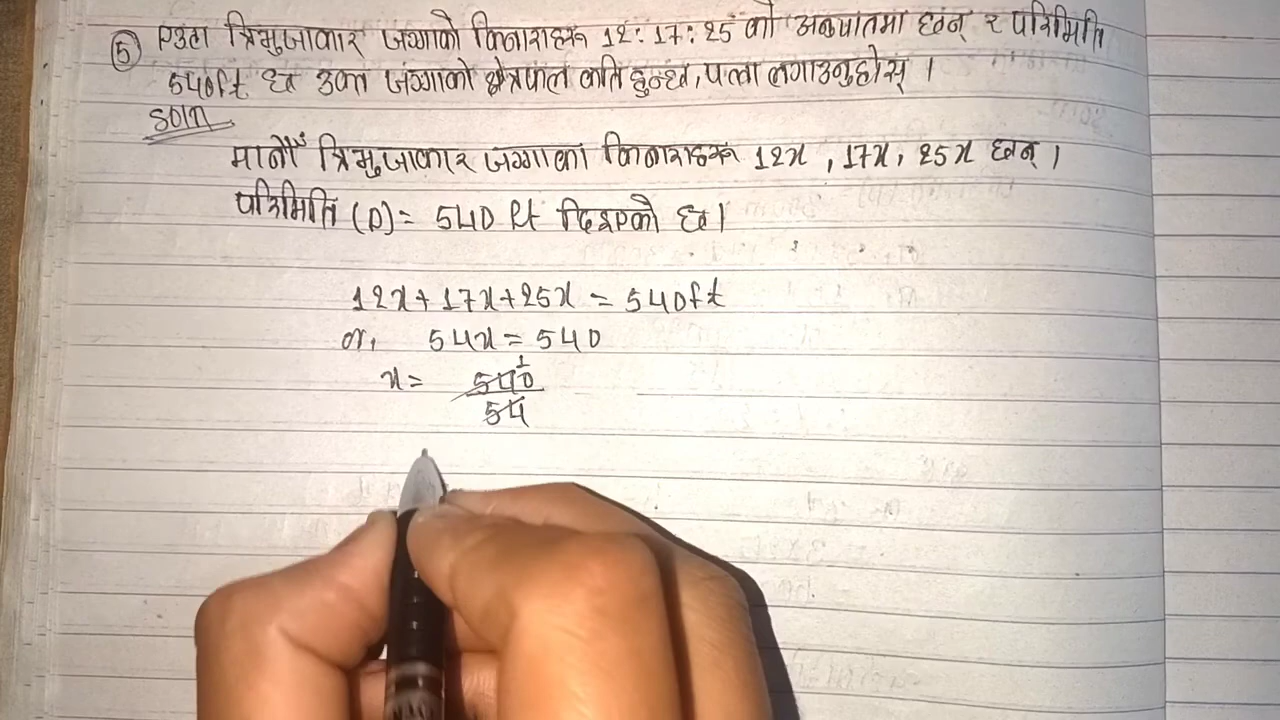 ⑤ एउटा त्रिभुजाकार जग्गाको किनाराहरू 12:17:25 को अनुपातमा छन् र परिमिति
540ft छ उक्त जग्गाको क्षेत्रफल कति हुन्छ, पत्ता लगाउनुहोस् ।
Soln
मानौँ त्रिभुजाकार जग्गाका किनाराहरू 12x , 17x, 25x छन् ।
परिमिति (P) = 540 ft दिइएको छ।
12x + 17x + 25x = 540ft
or, 54x = 540
x = 540 1
54